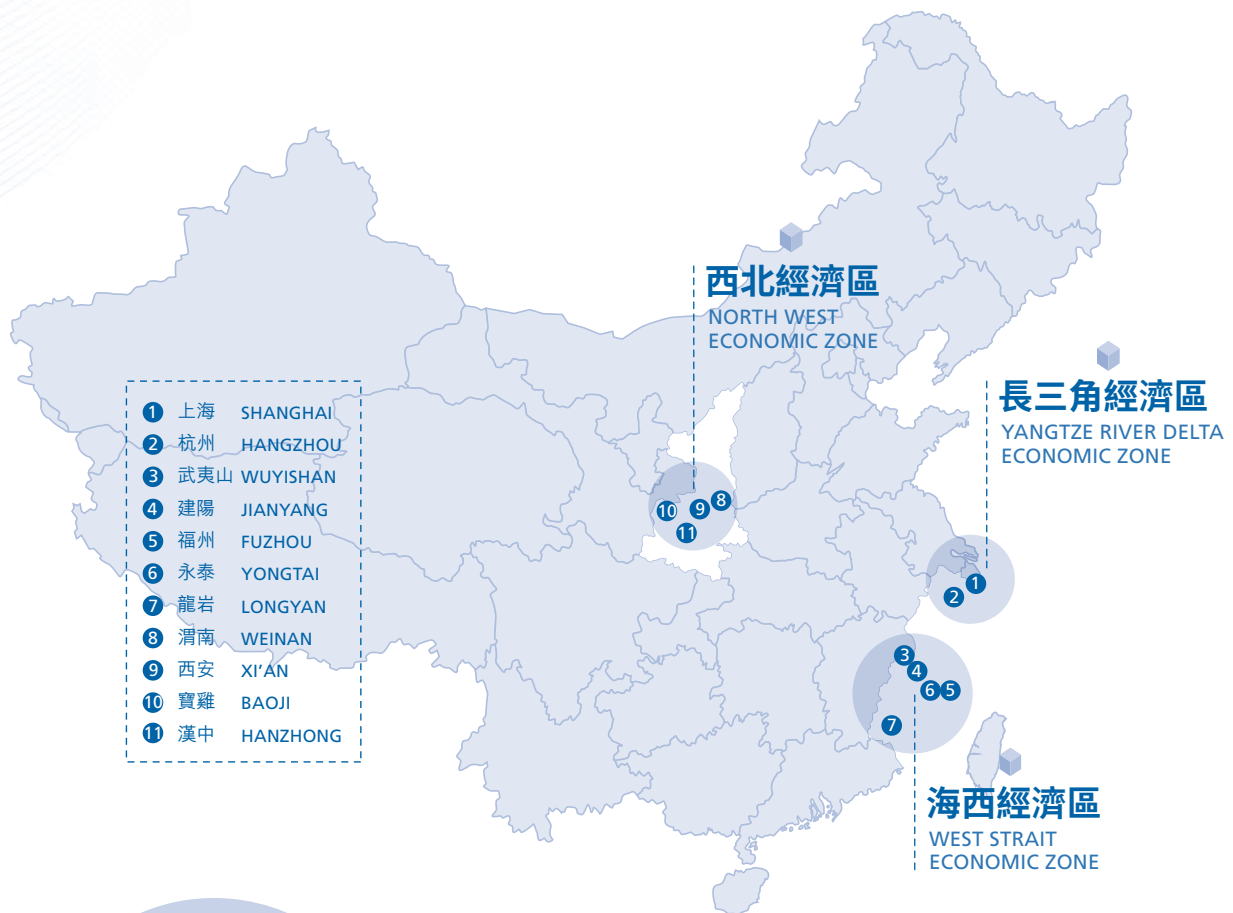 西北經濟區
NORTH WEST
ECONOMIC ZONE
長三角經濟區
YANGTZE RIVER DELTA
ECONOMIC ZONE
1 上海 SHANGHAI
2 杭州 HANGZHOU
3 武夷山 WUYISHAN
4 建陽 JIANYANG
5 福州 FUZHOU
6 永泰 YONGTAI
7 龍岩 LONGYAN
8 渭南 WEINAN
9 西安 XI'AN
10 寶雞 BAOJI
11 漢中 HANZHONG
10 9 8
11
1
2
3
4
6 5
7
海西經濟區
WEST STRAIT
ECONOMIC ZONE